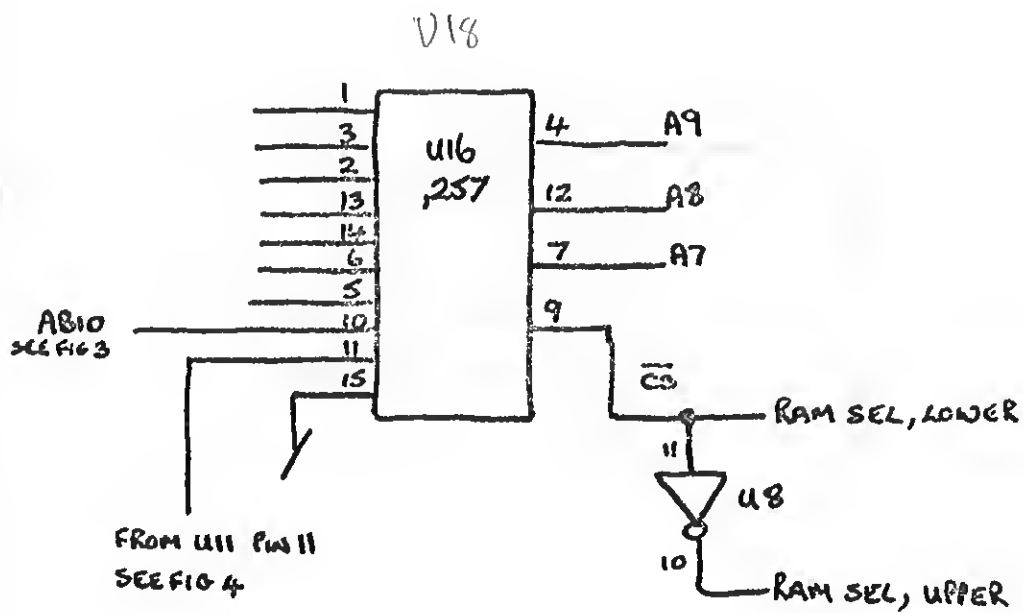 U18
U16
,257
1
3
2
13
14
6
5
10
11
15
4
A9
12
A8
7
A7
9
AB10
SEE FIG 3
C̅S̅
RAM SEL, LOWER
11
U8
10
RAM SEL, UPPER
FROM U11 PIN 11
SEE FIG 4